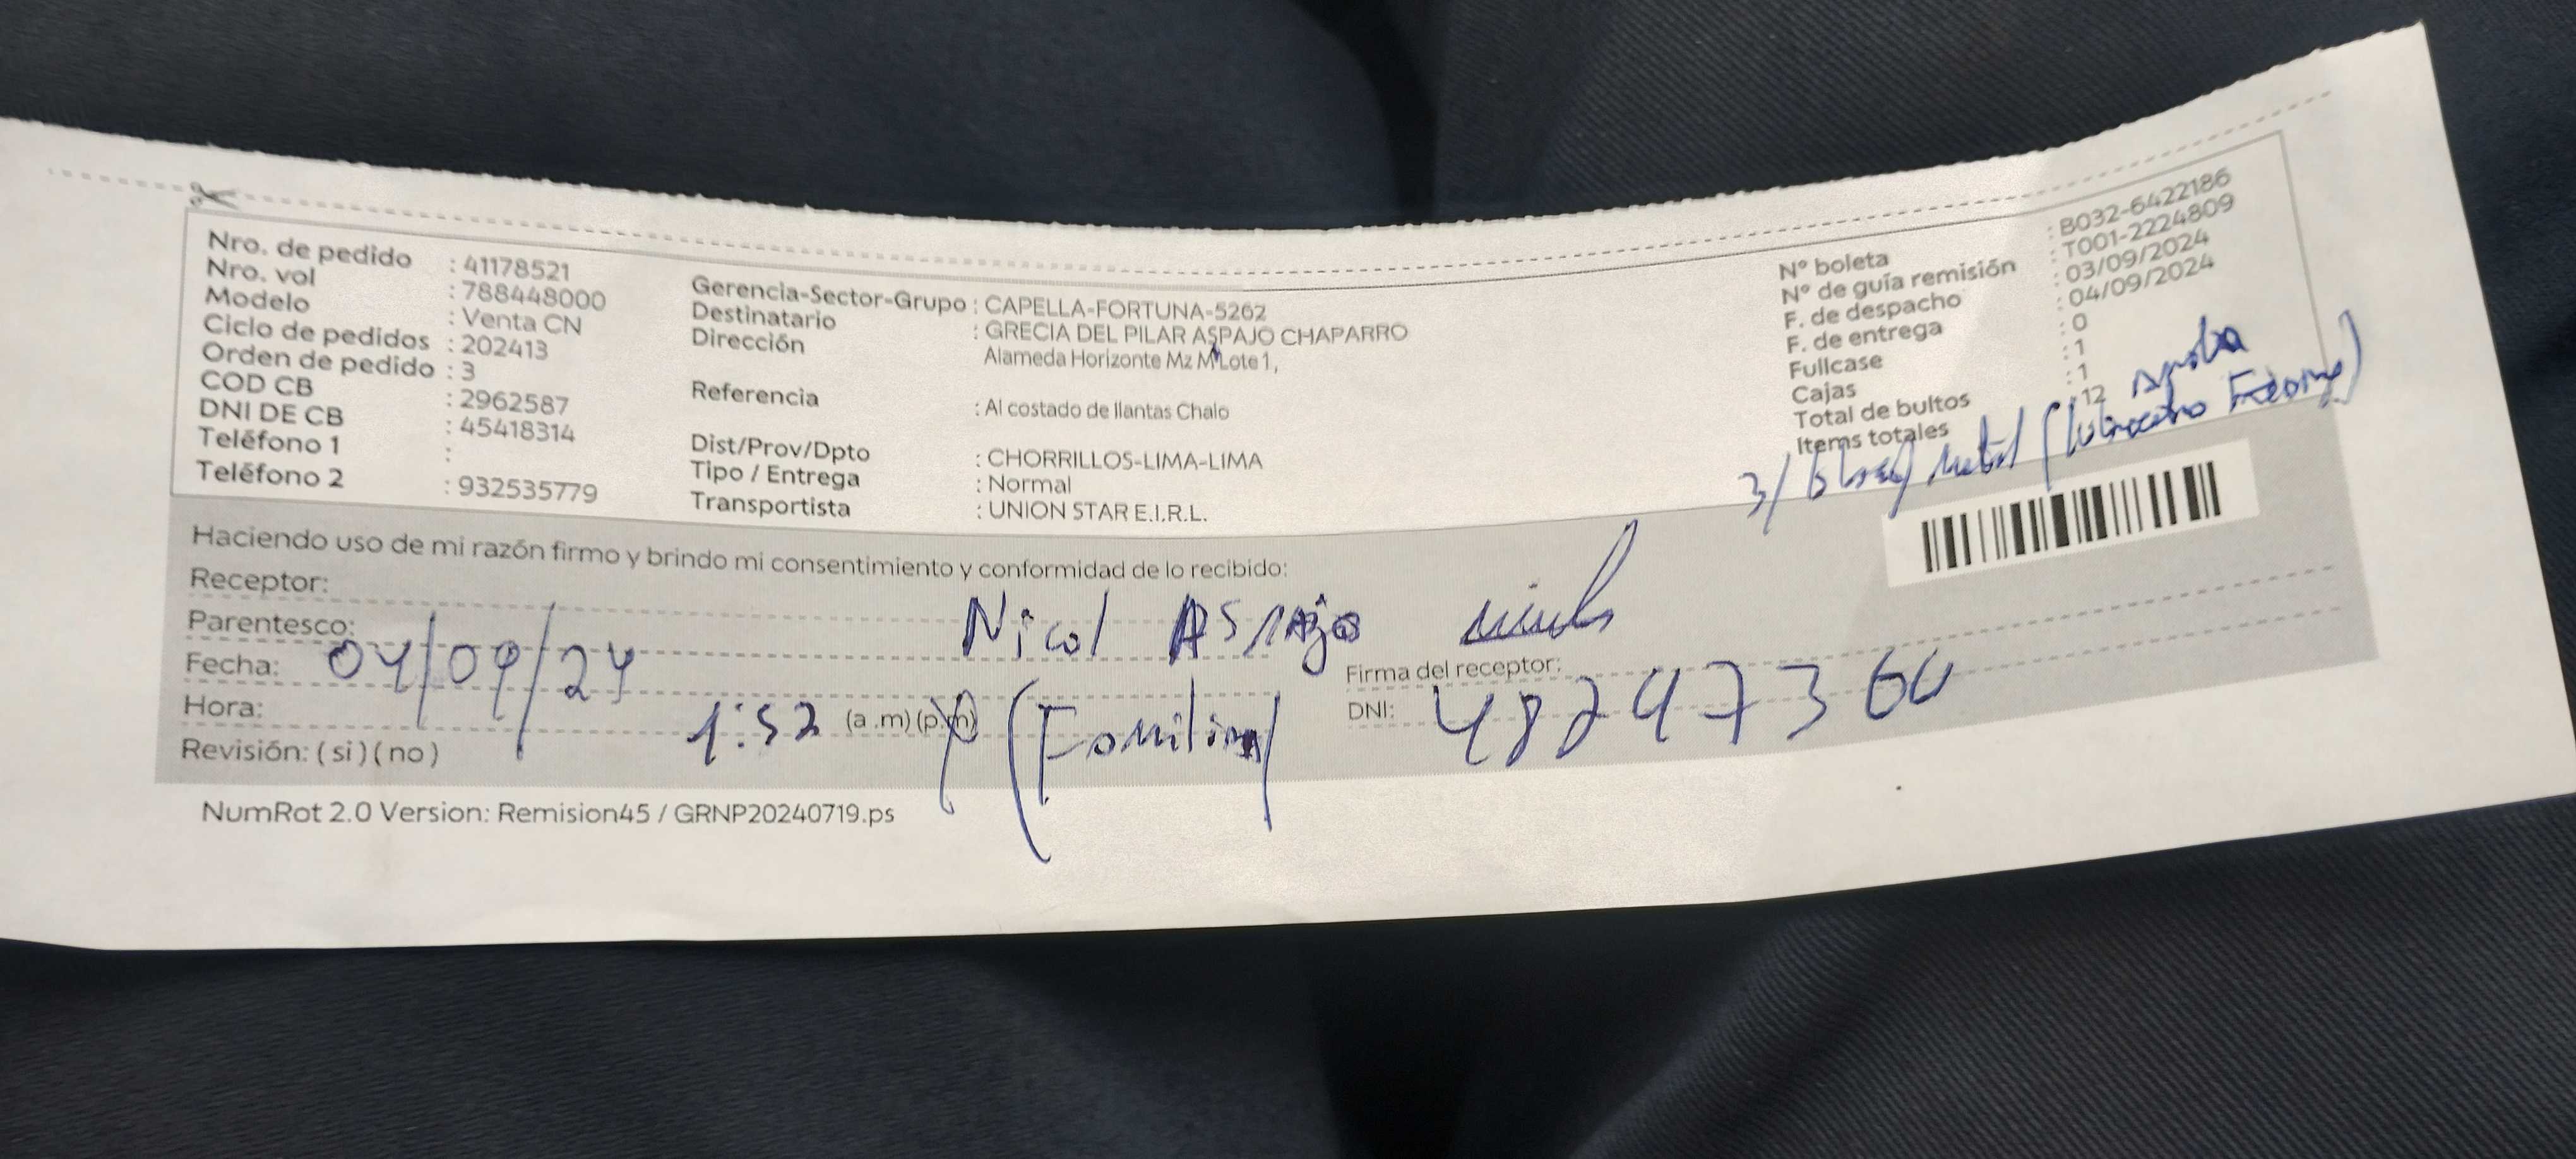 Nro. de pedido : 41178521
Nro. vol : 788448000
Modelo : Venta CN
Ciclo de pedidos : 202413
Orden de pedido : 3
COD CB : 2962587
DNI DE CB : 45418314
Teléfono 1 :
Teléfono 2 : 932535779
Gerencia-Sector-Grupo : CAPELLA-FORTUNA-5262
Destinatario : GRECIA DEL PILAR ASPAJO CHAPARRO
Dirección Alameda Horizonte Mz M Lote 1,
Referencia : Al costado de llantas Chalo
Dist/Prov/Dpto : CHORRILLOS-LIMA-LIMA
Tipo / Entrega : Normal
Transportista : UNION STAR E.I.R.L.
N° boleta : B032-6422186
N° de guía remisión : T001-2224809
F. de despacho : 03/09/2024
F. de entrega : 04/09/2024
Fullcase : 0
Cajas : 1
Total de bultos : 1
Items totales 12
3/
Haciendo uso de mi razón firmo y brindo mi consentimiento y conformidad de lo recibido:
Receptor:
Nicol Aspajo
Parentesco:
Fecha: 04/09/24
Firma del receptor:
Hora: 1:52 (a.m) (p.m) (Familiar)
DNI: 48247360
Revisión: (si) (no)
NumRot 2.0 Version: Remision45 / GRNP20240719.ps